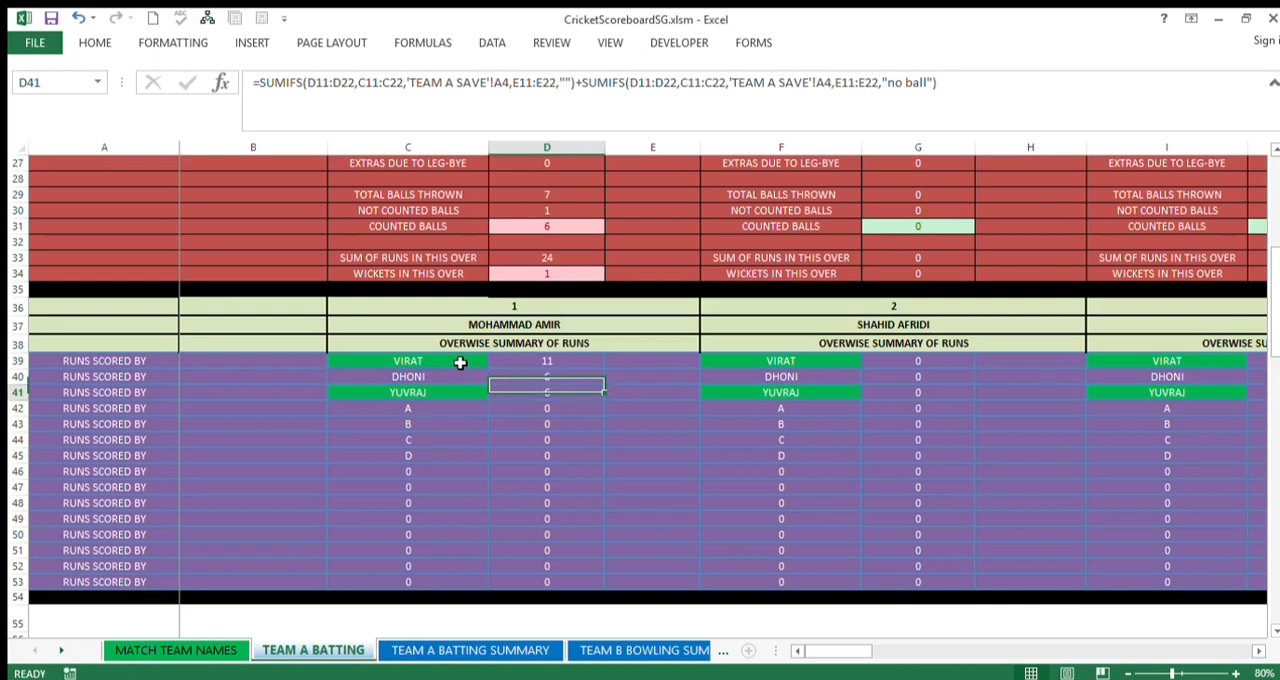 CricketScoreboardSG.xlsm - Excel
FILE HOME FORMATTING INSERT PAGE LAYOUT FORMULAS DATA REVIEW VIEW DEVELOPER FORMS Sign i
D41 fx =SUMIFS(D11:D22,C11:C22,'TEAM A SAVE'!A4,E11:E22,"")+SUMIFS(D11:D22,C11:C22,'TEAM A SAVE'!A4,E11:E22,"no ball")
A B C D E F G H I
27 EXTRAS DUE TO LEG-BYE 0 EXTRAS DUE TO LEG-BYE 0 EXTRAS DUE TO LEG-BYE
28
29 TOTAL BALLS THROWN 7 TOTAL BALLS THROWN 0 TOTAL BALLS THROWN
30 NOT COUNTED BALLS 1 NOT COUNTED BALLS 0 NOT COUNTED BALLS
31 COUNTED BALLS 6 COUNTED BALLS 0 COUNTED BALLS
32
33 SUM OF RUNS IN THIS OVER 24 SUM OF RUNS IN THIS OVER 0 SUM OF RUNS IN THIS OVER
34 WICKETS IN THIS OVER 1 WICKETS IN THIS OVER 0 WICKETS IN THIS OVER
35
36 1 2
37 MOHAMMAD AMIR SHAHID AFRIDI
38 OVERWISE SUMMARY OF RUNS OVERWISE SUMMARY OF RUNS OVERWISE SU
39 RUNS SCORED BY VIRAT 11 VIRAT 0 VIRAT
40 RUNS SCORED BY DHONI DHONI 0 DHONI
41 RUNS SCORED BY YUVRAJ YUVRAJ 0 YUVRAJ
42 RUNS SCORED BY A 0 A 0 A
43 RUNS SCORED BY B 0 B 0 B
44 RUNS SCORED BY C 0 C 0 C
45 RUNS SCORED BY D 0 D 0 D
46 RUNS SCORED BY 0 0 0 0 0
47 RUNS SCORED BY 0 0 0 0 0
48 RUNS SCORED BY 0 0 0 0 0
49 RUNS SCORED BY 0 0 0 0 0
50 RUNS SCORED BY 0 0 0 0 0
51 RUNS SCORED BY 0 0 0 0 0
52 RUNS SCORED BY 0 0 0 0 0
53 RUNS SCORED BY 0 0 0 0 0
54
55
MATCH TEAM NAMES TEAM A BATTING TEAM A BATTING SUMMARY TEAM B BOWLING SUM ...
READY 80%